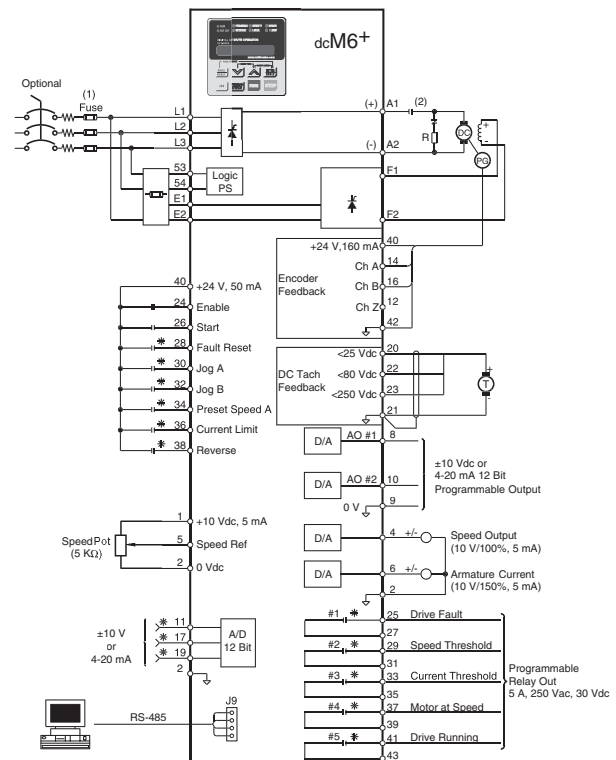 dcM6+
Optional
(1)
Fuse
L1
L2
L3
(+) A1 (2)
R
DC
+
(-) A2
PG
53
54
Logic
PS
E1
E2
F1
F2
+24 V,160 mA 40
Encoder
Feedback
Ch A 14
Ch B 16
Ch Z 12
42
40 +24 V, 50 mA
24 Enable
26 Start
* 28 Fault Reset
* 30 Jog A
* 32 Jog B
* 34 Preset Speed A
* 36 Current Limit
* 38 Reverse
DC Tach
Feedback
<25 Vdc 20
<80 Vdc 22
<250 Vdc 23
21
+
T
-
D/A AO #1 8
D/A AO #2 10
0 V 9
±10 Vdc or
4-20 mA 12 Bit
Programmable Output
1 +10 Vdc, 5 mA
Speed Pot
(5 KΩ)
5 Speed Ref
2 0 Vdc
D/A 4 +/- Speed Output
(10 V/100%, 5 mA)
D/A 6 +/- Armature Current
(10 V/150%, 5 mA)
2
±10 V
or
4-20 mA
* 11
* 17
* 19
A/D
12 Bit
2
#1 * 25 Drive Fault
27
#2 * 29 Speed Threshold
31
#3 * 33 Current Threshold
35
#4 * 37 Motor at Speed
39
#5 * 41 Drive Running
43
Programmable
Relay Out
5 A, 250 Vac, 30 Vdc
RS-485
J9